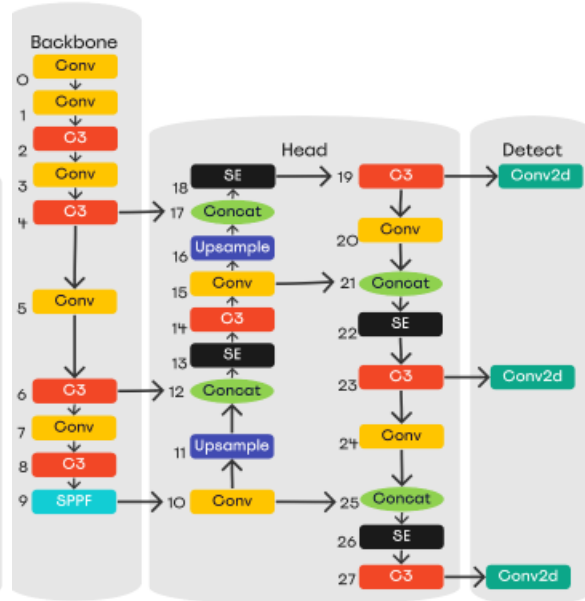 Backbone
0 Conv
1 Conv
2 C3
3 Conv
4 C3
5 Conv
6 C3
7 Conv
8 C3
9 SPPF
Head
18 SE
17 Concat
16 Upsample
15 Conv
14 C3
13 SE
12 Concat
11 Upsample
10 Conv
19 C3
20 Conv
21 Concat
22 SE
23 C3
24 Conv
25 Concat
26 SE
27 C3
Detect
Conv2d
Conv2d
Conv2d